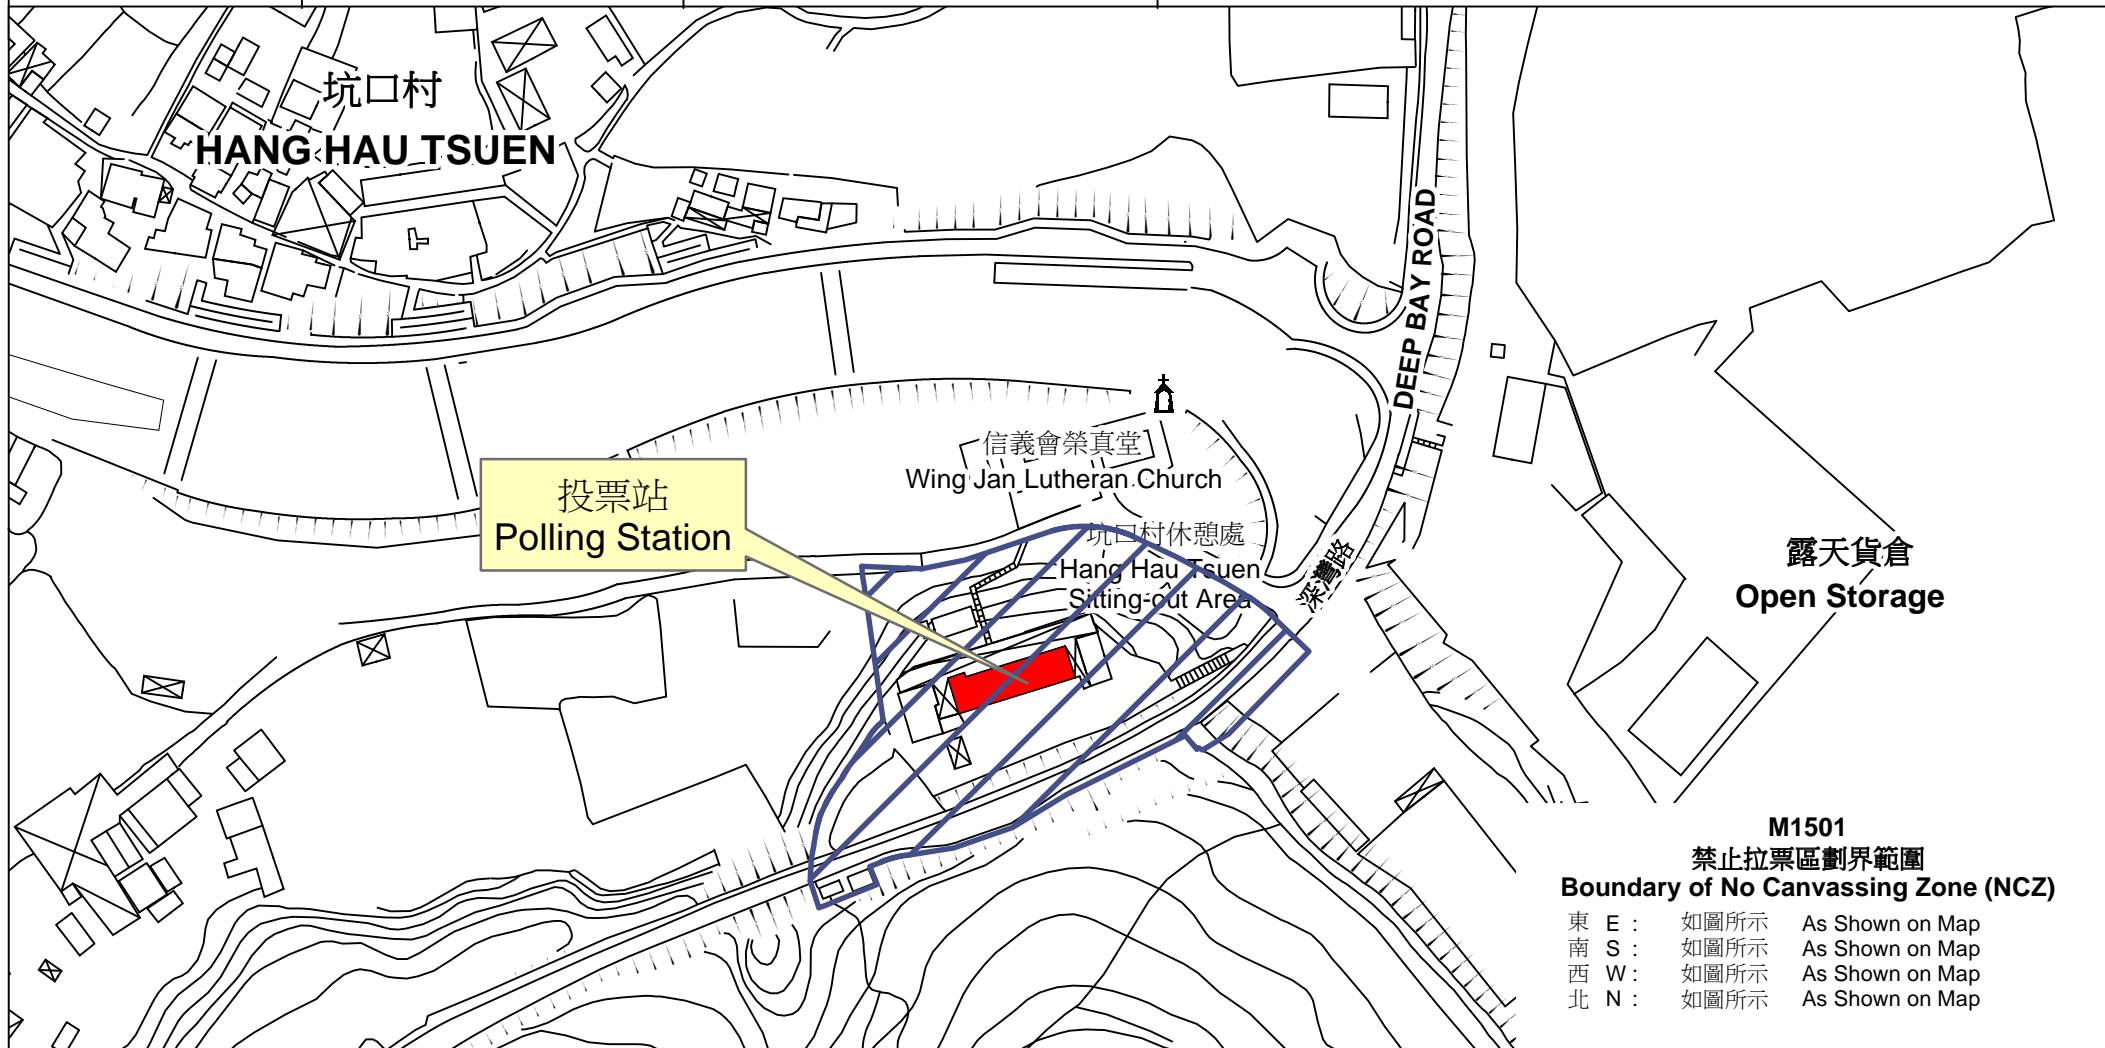 坑口村
HANG HAU TSUEN
DEEP BAY ROAD
信義會榮真堂
Wing Jan Lutheran Church
投票站
Polling Station
坑口村休憩處
Hang Hau Tsuen
Sitting-out Area
深灣路
露天貨倉
Open Storage
M1501
禁止拉票區劃界範圍
Boundary of No Canvassing Zone (NCZ)
東 E : 如圖所示 As Shown on Map
南 S : 如圖所示 As Shown on Map
西 W : 如圖所示 As Shown on Map
北 N : 如圖所示 As Shown on Map